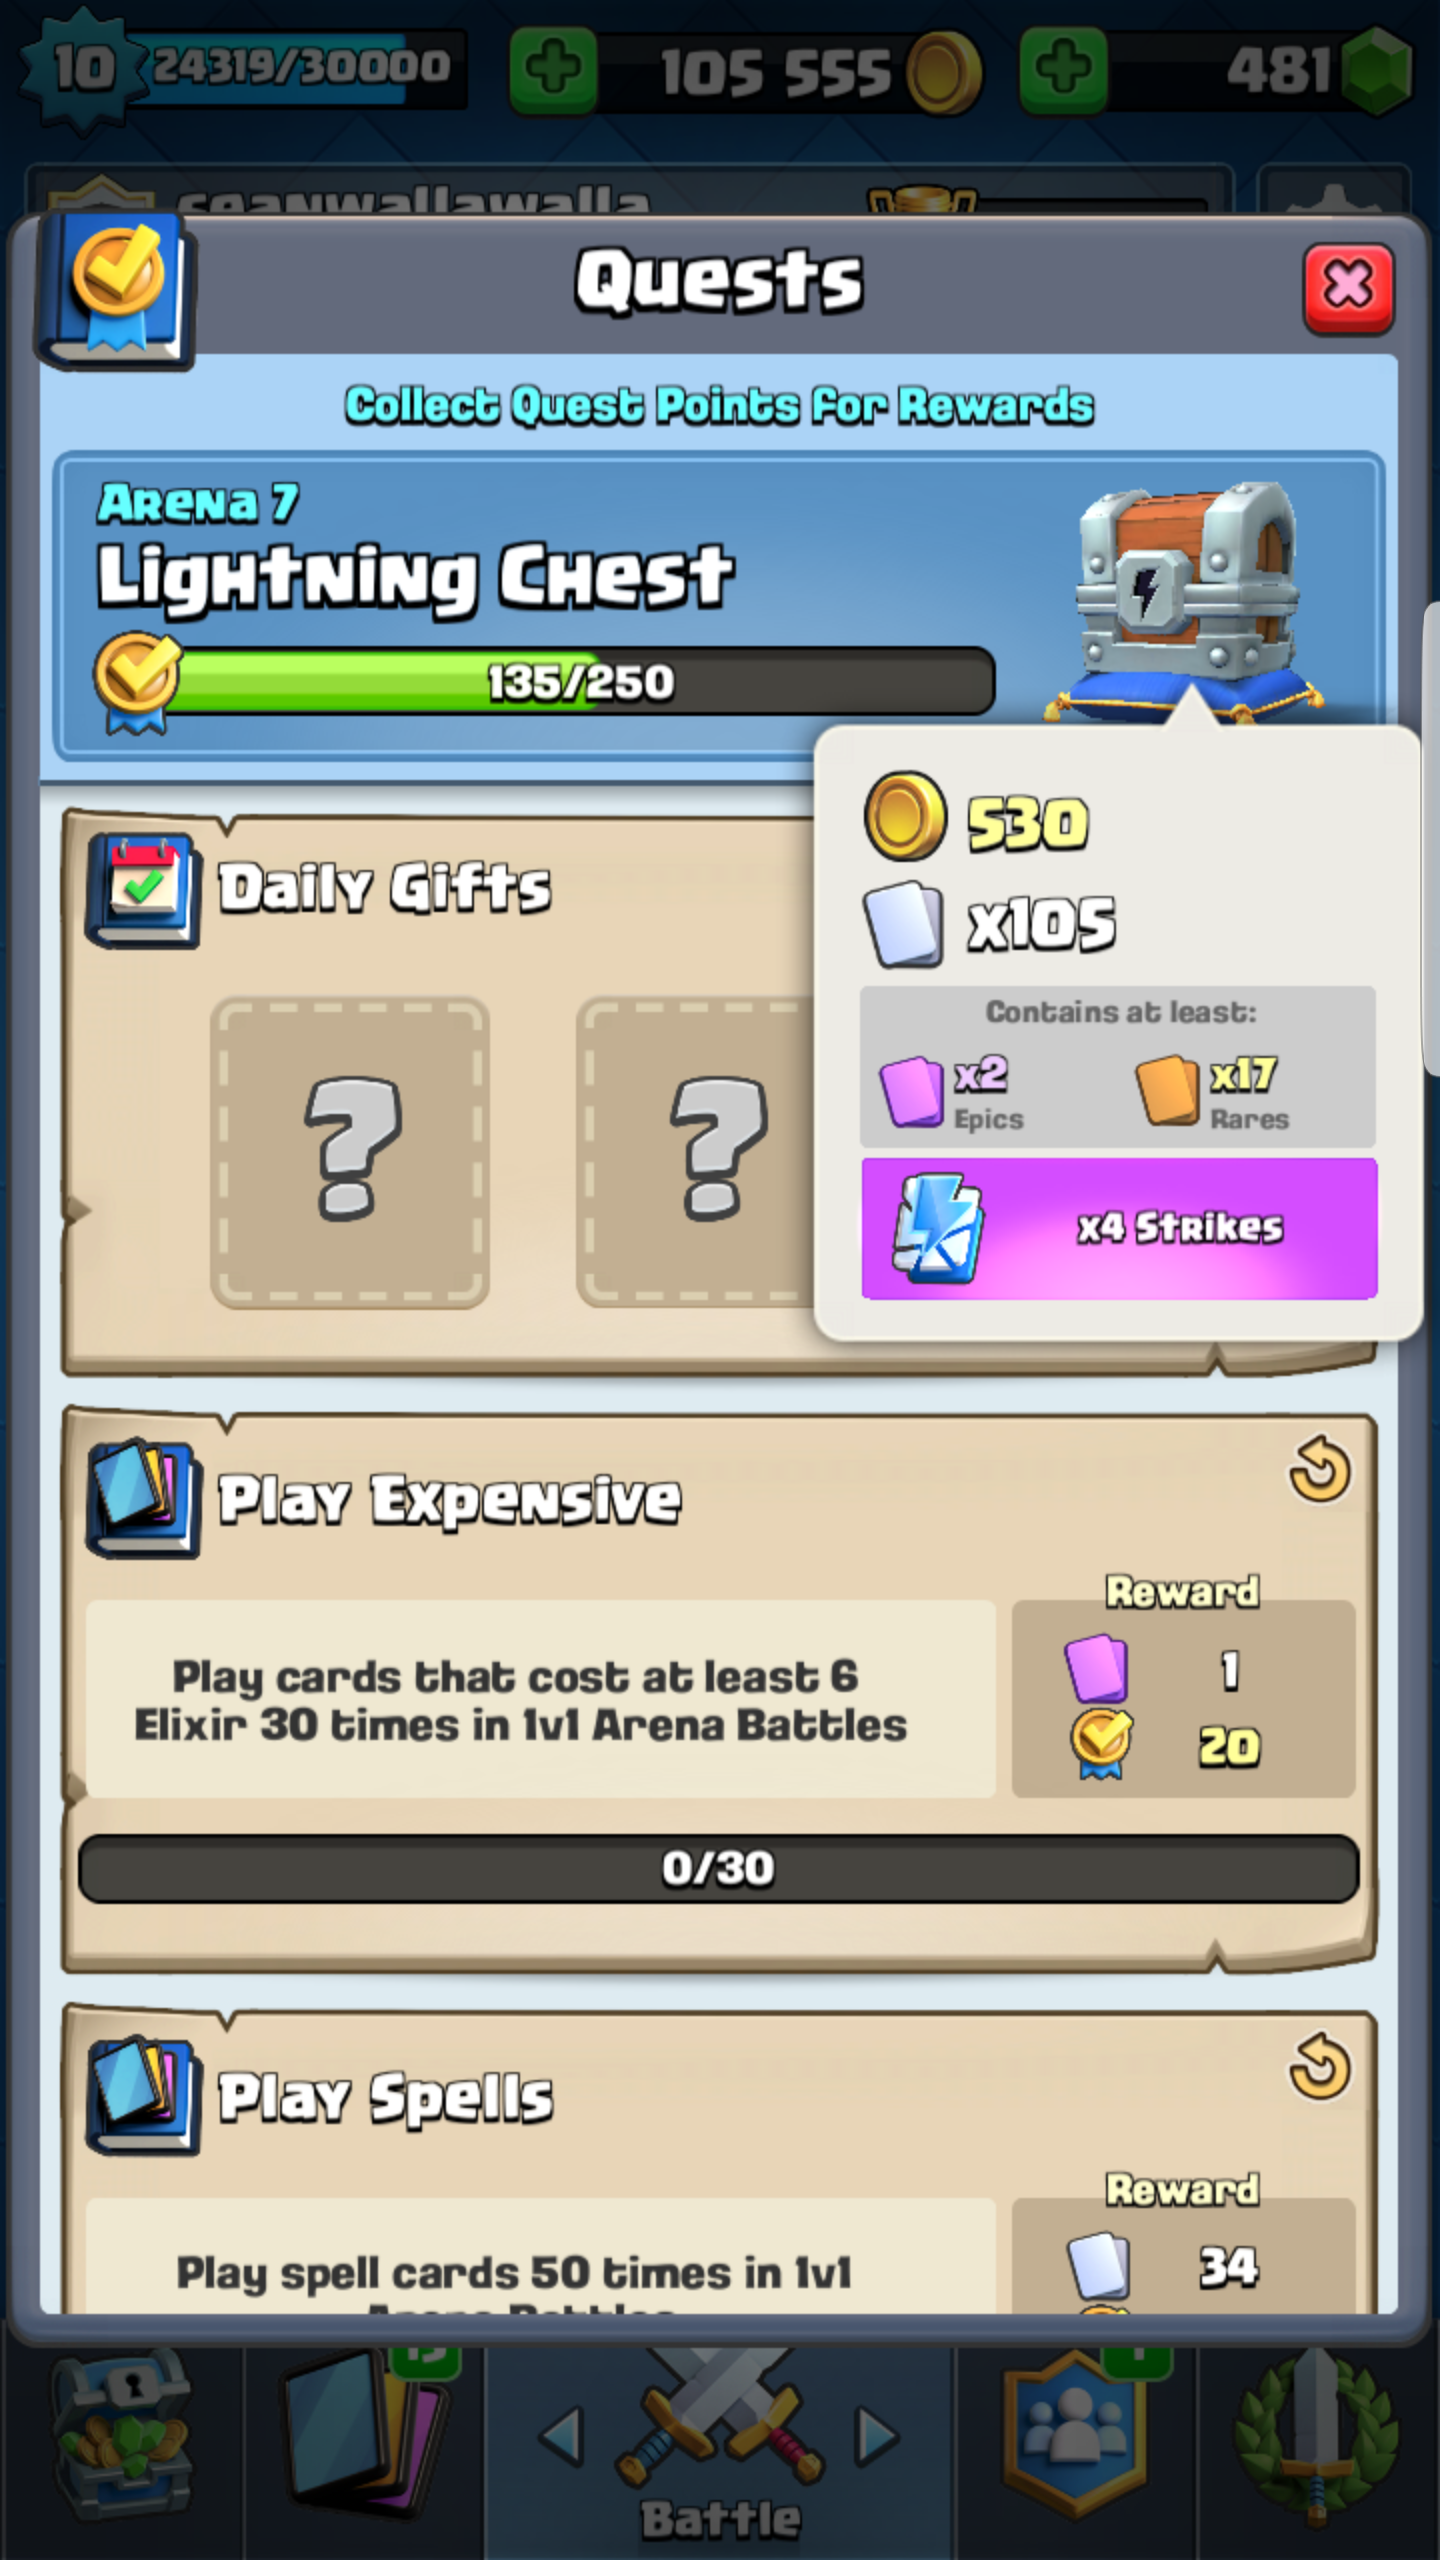 10
24319/30000
105 555
481
seanwallawalla
Quests
Collect Quest Points for Rewards
Arena 7
Lightning Chest
135/250
530
x105
Contains at least:
x2
Epics
x17
Rares
x4 Strikes
Daily Gifts
?
?
Play Expensive
Play cards that cost at least 6
Elixir 30 times in 1v1 Arena Battles
Reward
1
20
0/30
Play Spells
Play spell cards 50 times in 1v1
Arena Battles
Reward
34
Battle